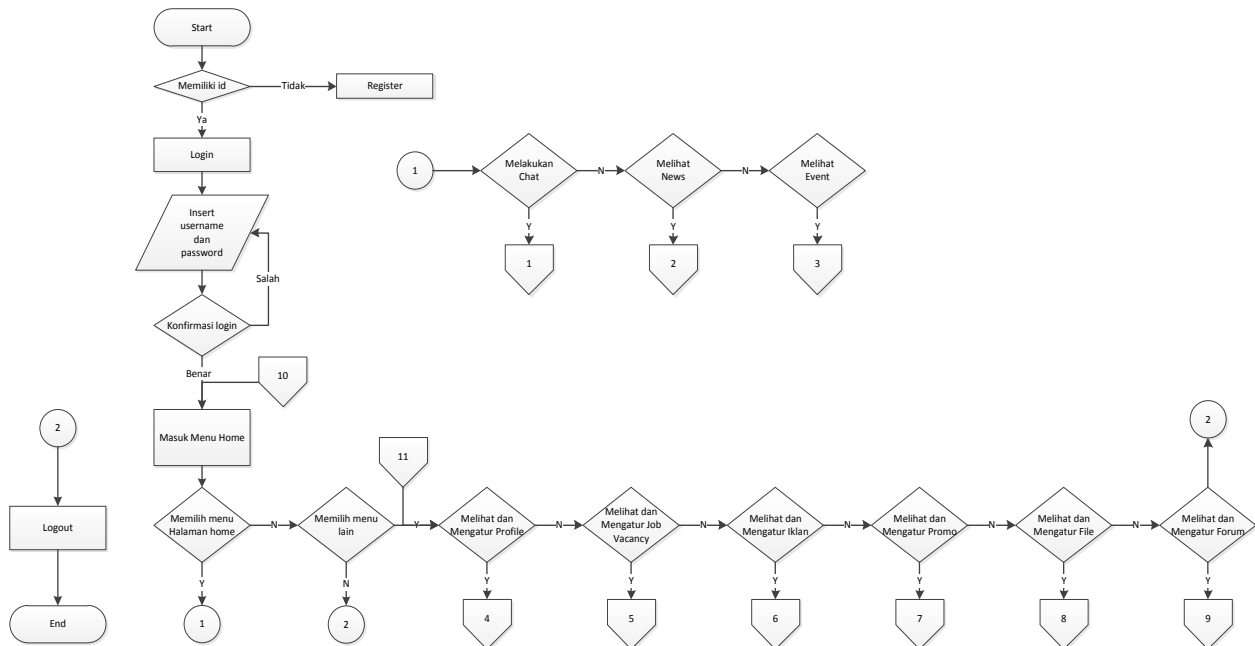 Start
Memiliki id
Tidak
Register
Ya
Login
Insert
username
dan
password
Salah
Konfirmasi login
Benar
10
Masuk Menu Home
Memilih menu
Halaman home
Y
1
N
Memilih menu
lain
N
2
Y
11
Melihat dan
Mengatur Profile
Y
4
N
Melihat dan
Mengatur Job
Vacancy
Y
5
N
Melihat dan
Mengatur Iklan
Y
6
N
Melihat dan
Mengatur Promo
Y
7
N
Melihat dan
Mengatur File
Y
8
N
Melihat dan
Mengatur Forum
Y
9
2
1
Melakukan
Chat
Y
1
N
Melihat
News
Y
2
N
Melihat
Event
Y
3
2
Logout
End